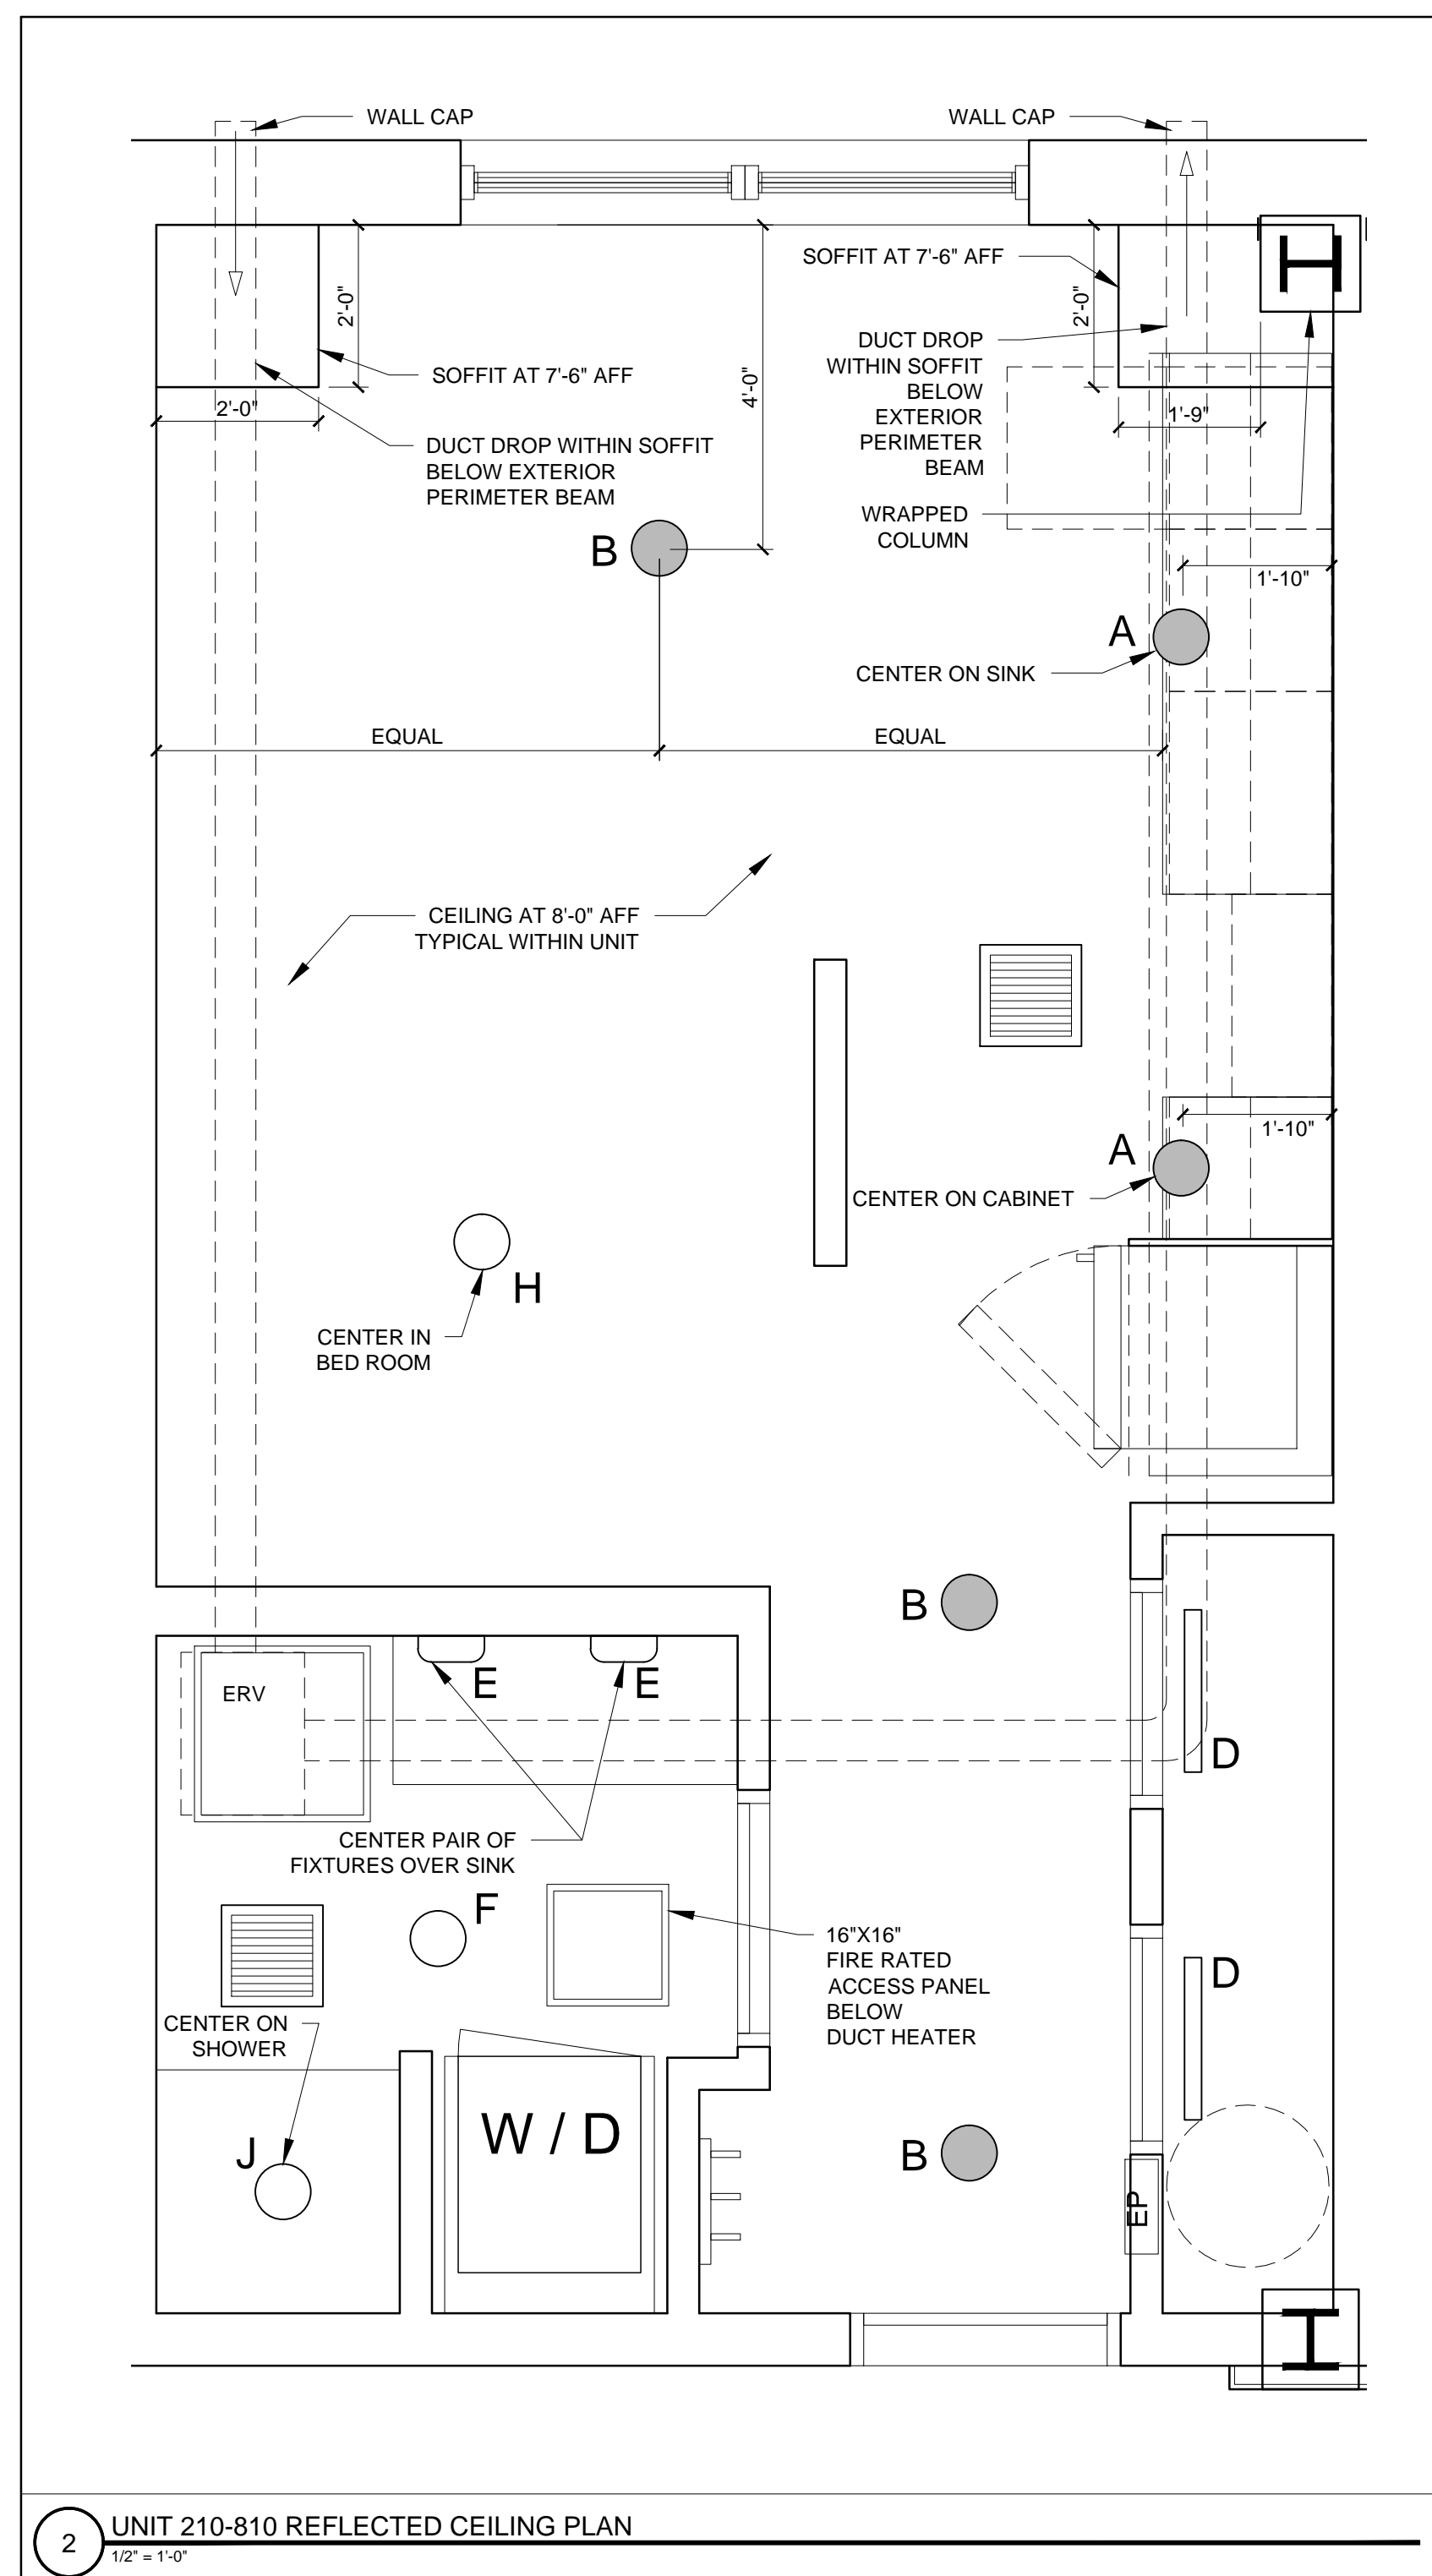 WALL CAP
WALL CAP
SOFFIT AT 7'-6" AFF
2'-0"
2'-0"
DUCT DROP
WITHIN SOFFIT
BELOW
EXTERIOR
PERIMETER
BEAM
SOFFIT AT 7'-6" AFF
4'-0"
2'-0"
1'-9"
DUCT DROP WITHIN SOFFIT
BELOW EXTERIOR
PERIMETER BEAM
WRAPPED
COLUMN
B
1'-10"
A
CENTER ON SINK
EQUAL
EQUAL
CEILING AT 8'-0" AFF
TYPICAL WITHIN UNIT
1'-10"
A
CENTER ON CABINET
H
CENTER IN
BED ROOM
B
E
E
ERV
D
CENTER PAIR OF
FIXTURES OVER SINK
F
16"X16"
FIRE RATED
ACCESS PANEL
BELOW
DUCT HEATER
D
CENTER ON
SHOWER
W / D
J
B
EP
2
UNIT 210-810 REFLECTED CEILING PLAN
1/2" = 1'-0"